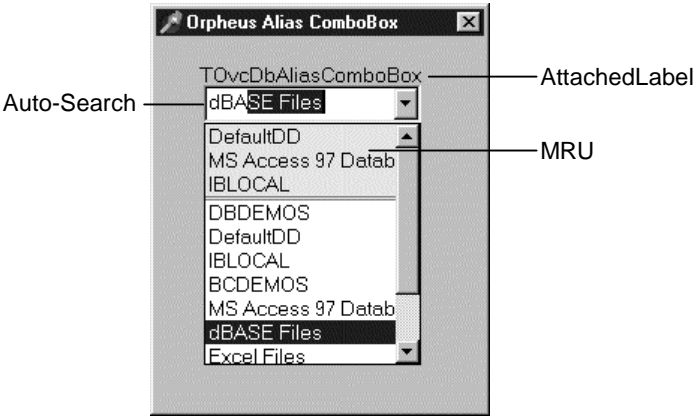 Orpheus Alias ComboBox
TOvcDbAliasComboBox
AttachedLabel
Auto-Search
dBASE Files
DefaultDD
MS Access 97 Datab
MRU
IBLOCAL
DBDEMOS
DefaultDD
IBLOCAL
BCDEMOS
MS Access 97 Datab
dBASE Files
Excel Files